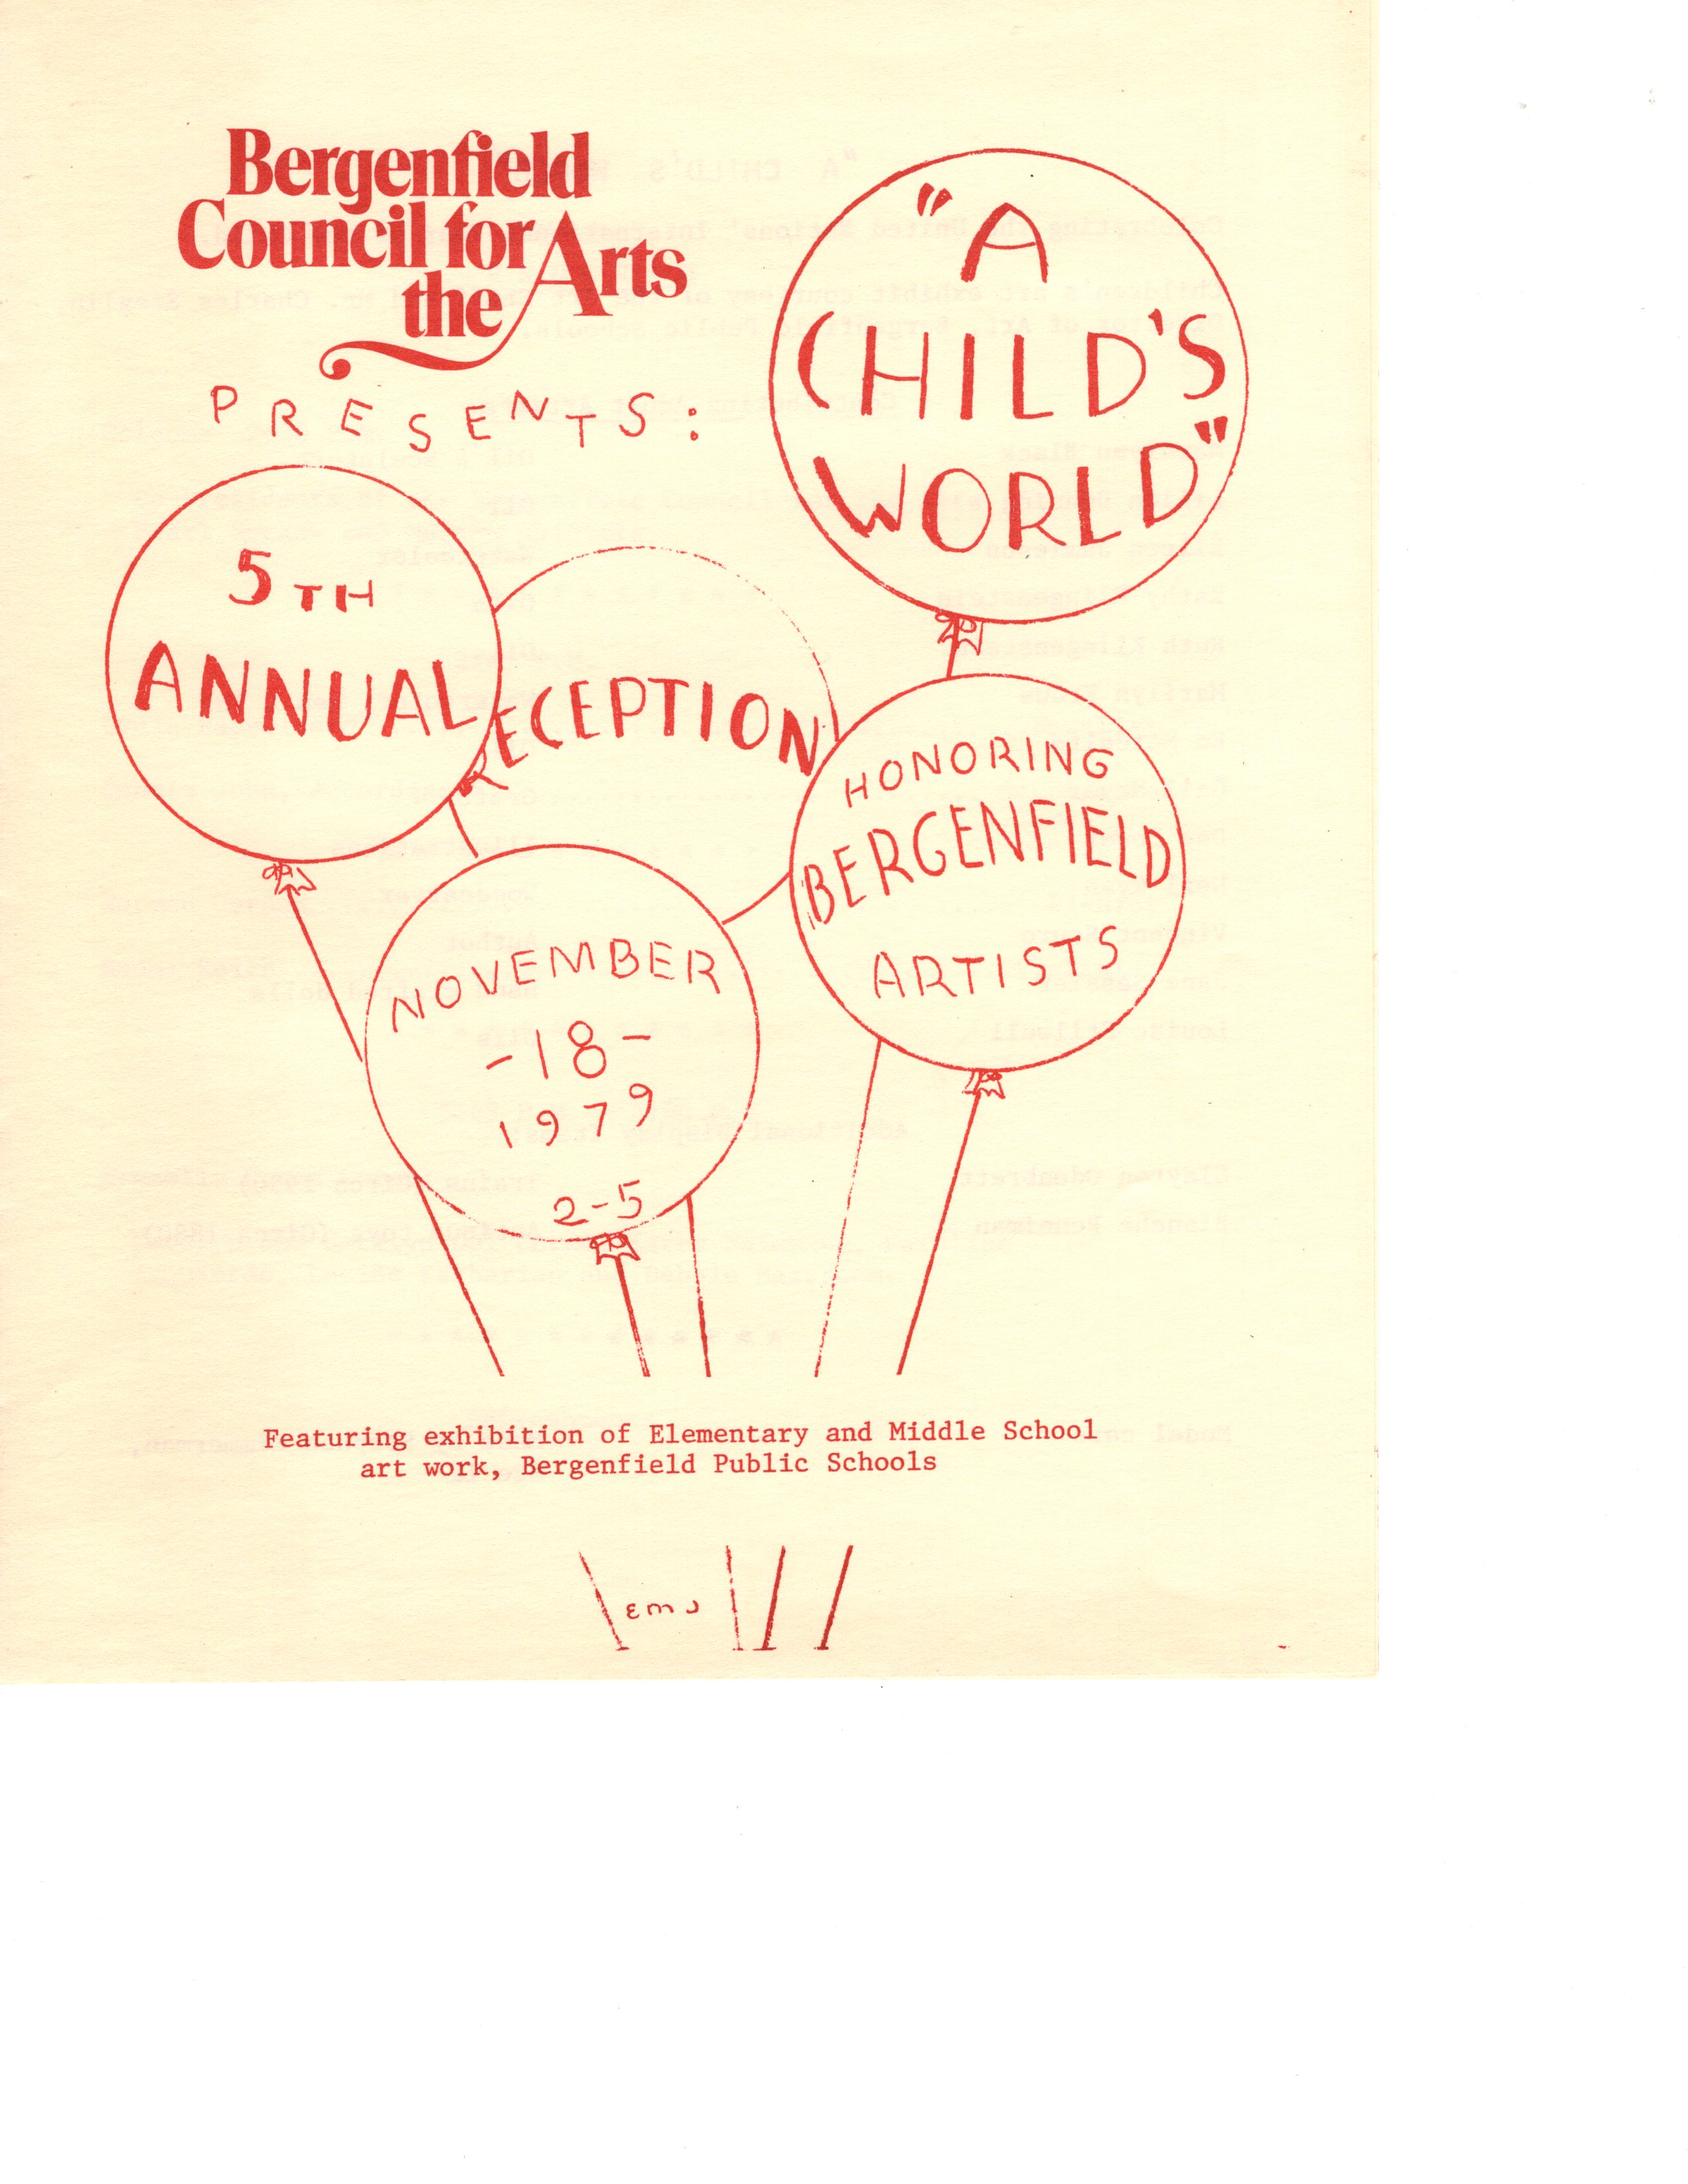 Bergenfield
Council for
the Arts
PRESENTS:
"A
CHILD'S
WORLD"
5TH
ANNUAL
RECEPTION
HONORING
BERGENFIELD
ARTISTS
NOVEMBER
-18-
1979
2-5
Featuring exhibition of Elementary and Middle School
art work, Bergenfield Public Schools